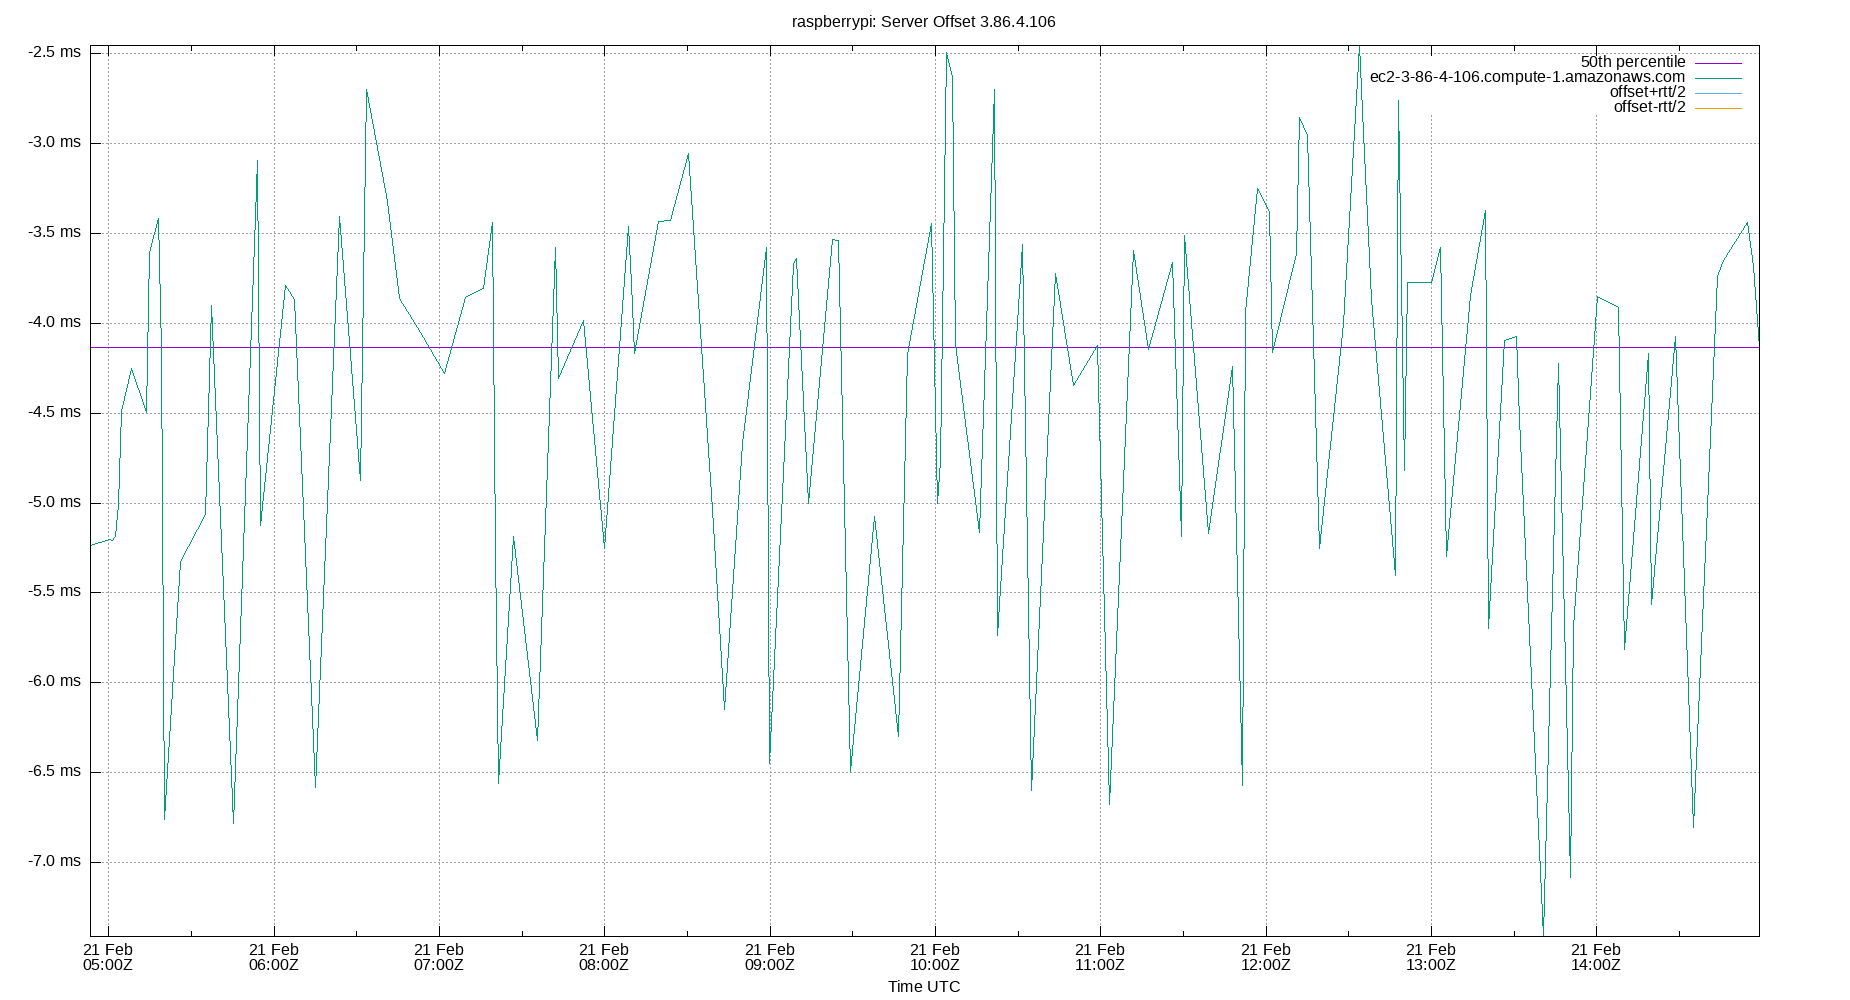 raspberrypi: Server Offset 3.86.4.106
-2.5 ms
-3.0 ms
-3.5 ms
-4.0 ms
-4.5 ms
-5.0 ms
-5.5 ms
-6.0 ms
-6.5 ms
-7.0 ms
50th percentile
ec2-3-86-4-106.compute-1.amazonaws.com
offset+rtt/2
offset-rtt/2
21 Feb 21 Feb 21 Feb 21 Feb 21 Feb 21 Feb 21 Feb 21 Feb 21 Feb 21 Feb
05:00Z 06:00Z 07:00Z 08:00Z 09:00Z 10:00Z 11:00Z 12:00Z 13:00Z 14:00Z
Time UTC